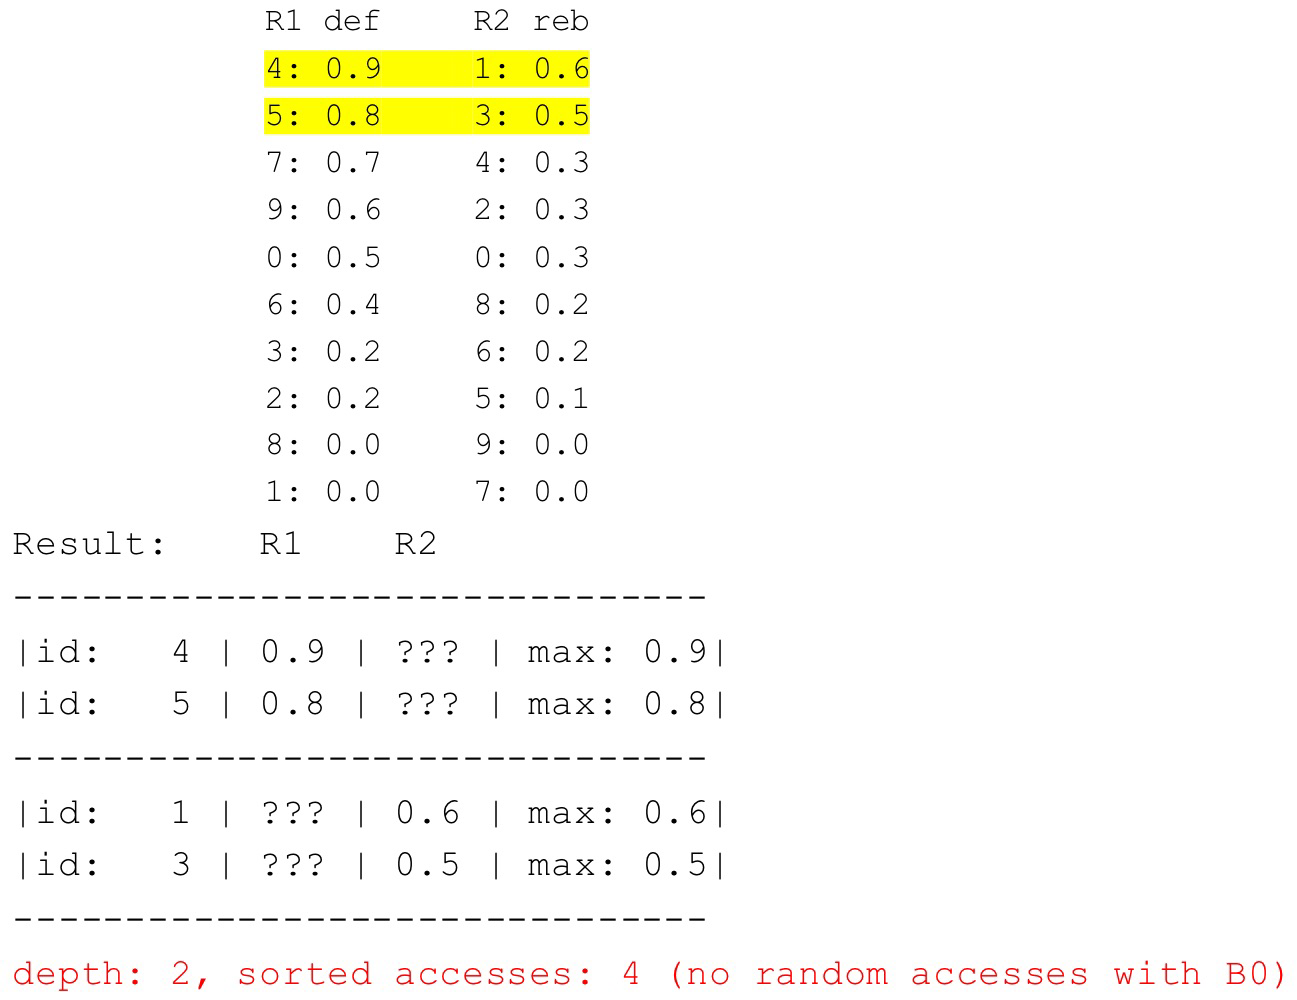 R1 def R2 reb
4: 0.9 1: 0.6
5: 0.8 3: 0.5
7: 0.7 4: 0.3
9: 0.6 2: 0.3
0: 0.5 0: 0.3
6: 0.4 8: 0.2
3: 0.2 6: 0.2
2: 0.2 5: 0.1
8: 0.0 9: 0.0
1: 0.0 7: 0.0
Result: R1 R2
-------------------------------
|id: 4 | 0.9 | ??? | max: 0.9|
|id: 5 | 0.8 | ??? | max: 0.8|
-------------------------------
|id: 1 | ??? | 0.6 | max: 0.6|
|id: 3 | ??? | 0.5 | max: 0.5|
-------------------------------
depth: 2, sorted accesses: 4 (no random accesses with B0)